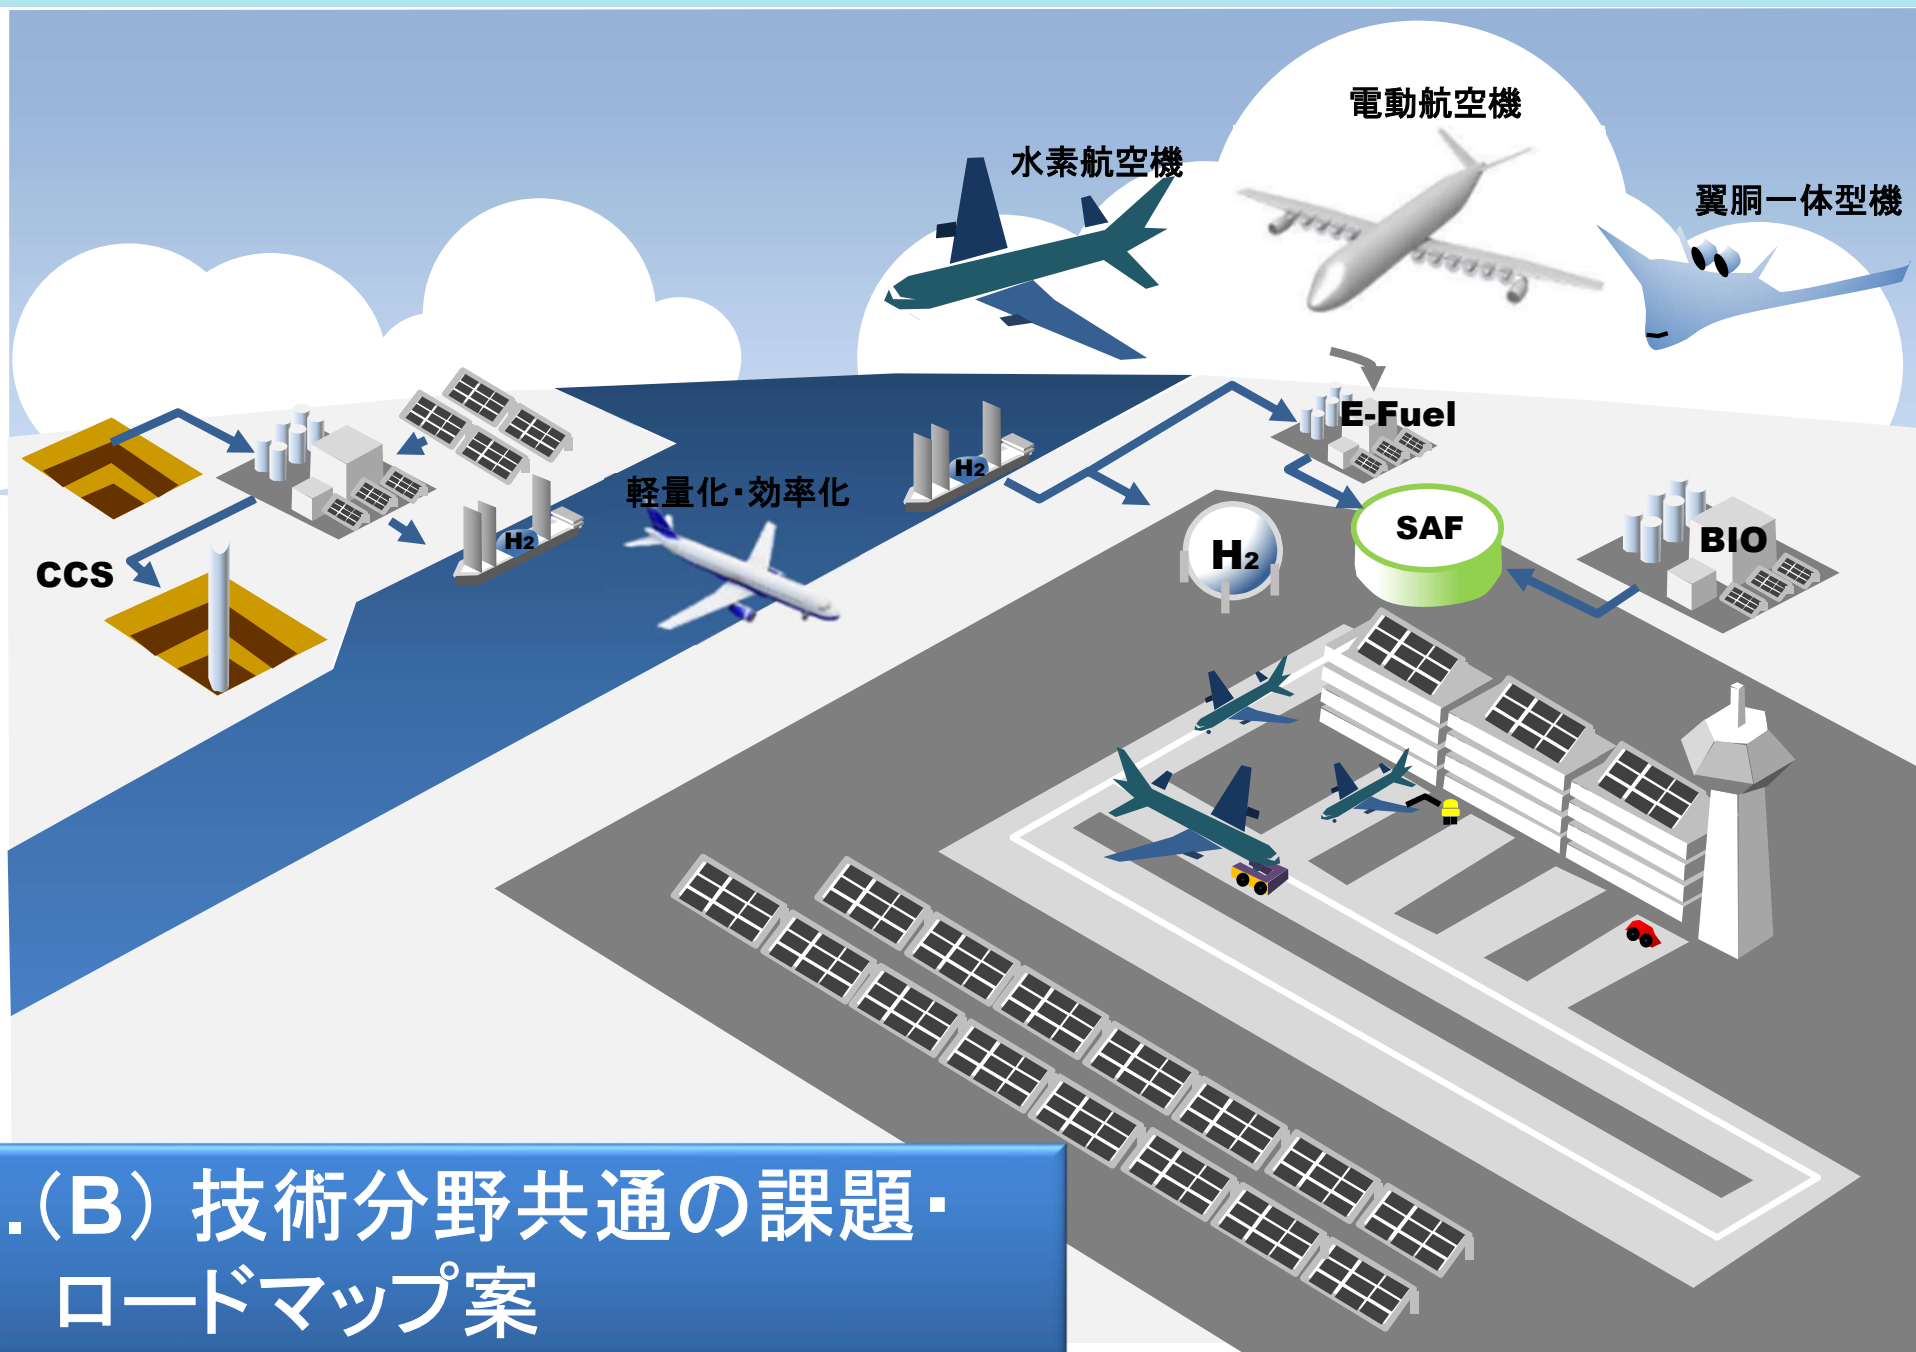 電動航空機
水素航空機
翼胴一体型機
E-Fuel
H2
軽量化・効率化
H2
SAF
BIO
H2
CCS
.（B）技術分野共通の課題・
ロードマップ案